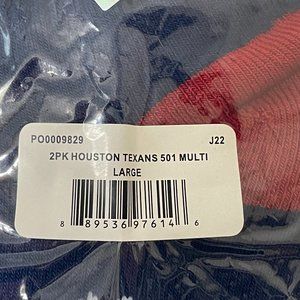 PO0009829 J22
2PK HOUSTON TEXANS 501 MULTI
LARGE
8 89536 97614 6